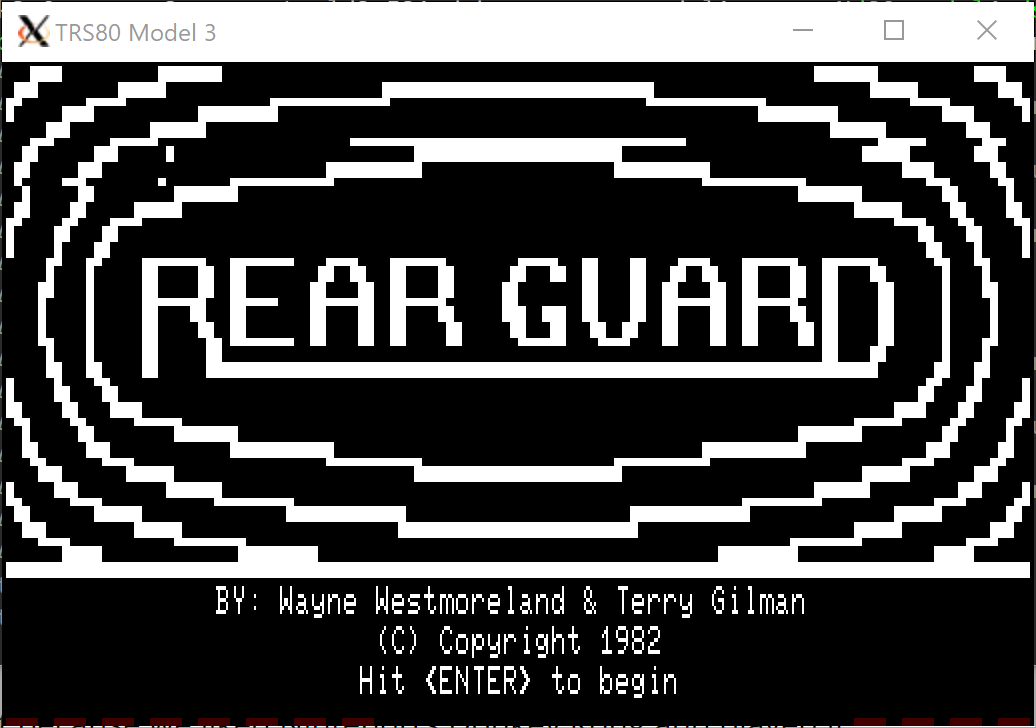 TRS80 Model 3
REAR GUARD
BY: Wayne Westmoreland & Terry Gilman
(C) Copyright 1982
Hit <ENTER> to begin